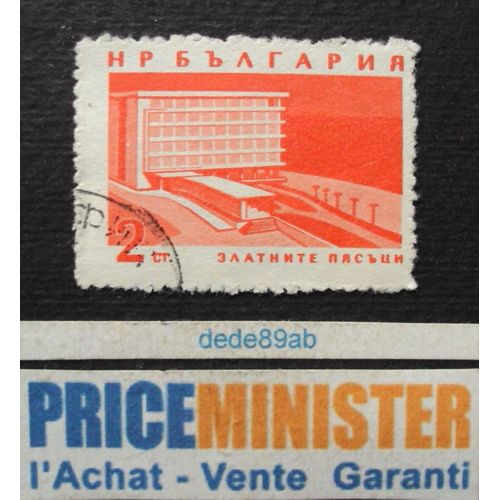 НР БЪЛГАРИЯ
2 СТ. ЗЛАТНИТЕ ПЯСЪЦИ
dede89ab
PRICEMINISTER
l'Achat - Vente Garanti